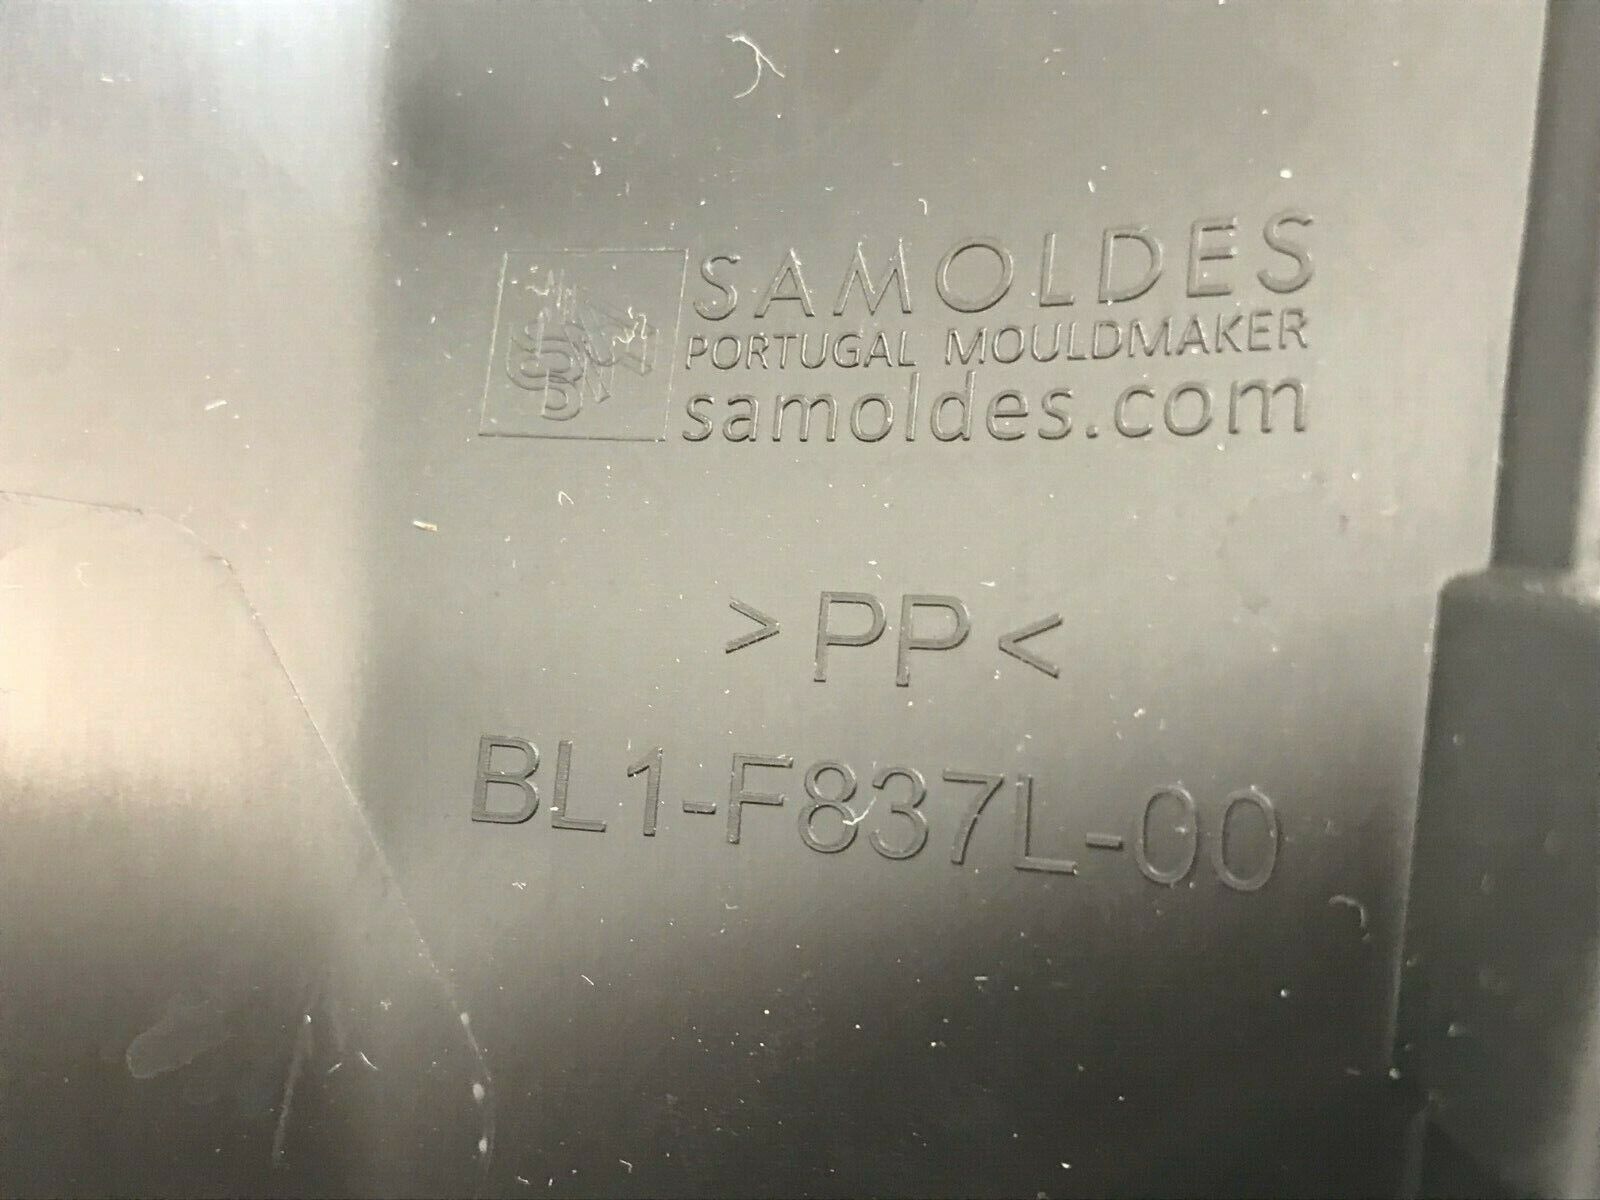 SAMOLDES
PORTUGAL MOULDMAKER
samoldes.com
>PP<
BL1-F837L-00